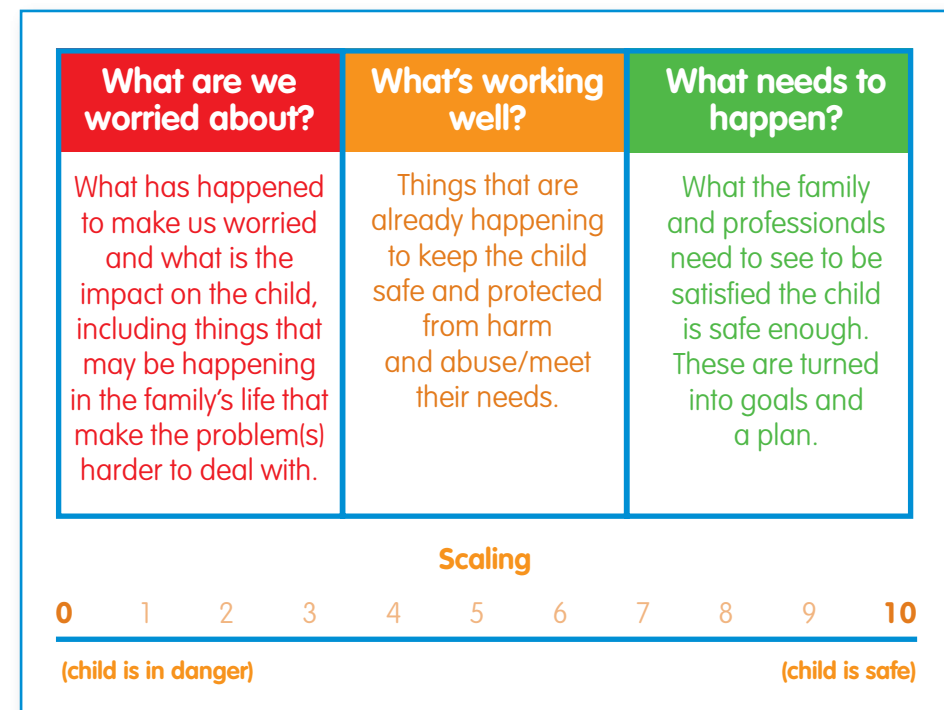 What are we
worried about?
What has happened
to make us worried
and what is the
impact on the child,
including things that
may be happening
in the family's life that
make the problem(s)
harder to deal with.
What's working
well?
Things that are
already happening
to keep the child
safe and protected
from harm
and abuse/meet
their needs.
What needs to
happen?
What the family
and professionals
need to see to be
satisfied the child
is safe enough.
These are turned
into goals and
a plan.
Scaling
0 1 2 3 4 5 6 7 8 9 10
(child is in danger) (child is safe)